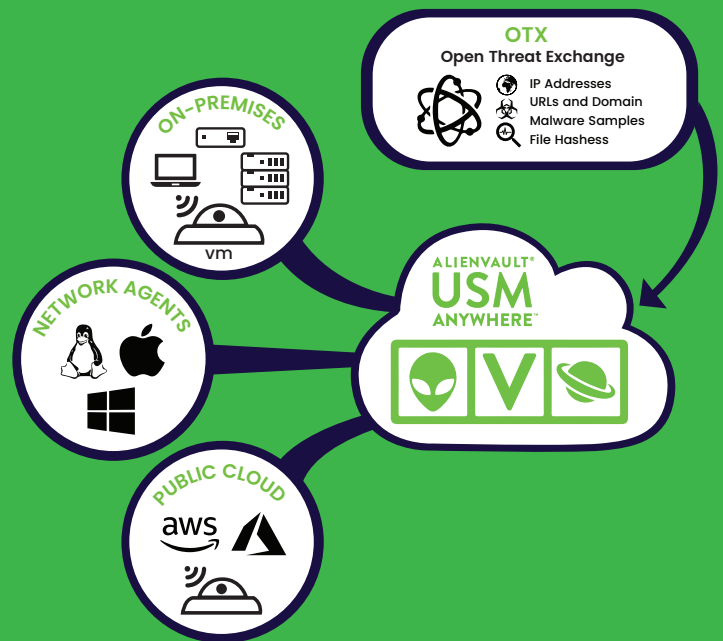 OTX
Open Threat Exchange
IP Addresses
URLs and Domain
Malware Samples
File Hashess
ON-PREMISES
vm
NETWORK AGENTS
PUBLIC CLOUD
aws
ALIENVAULT®
USM
ANYWHERE™
V